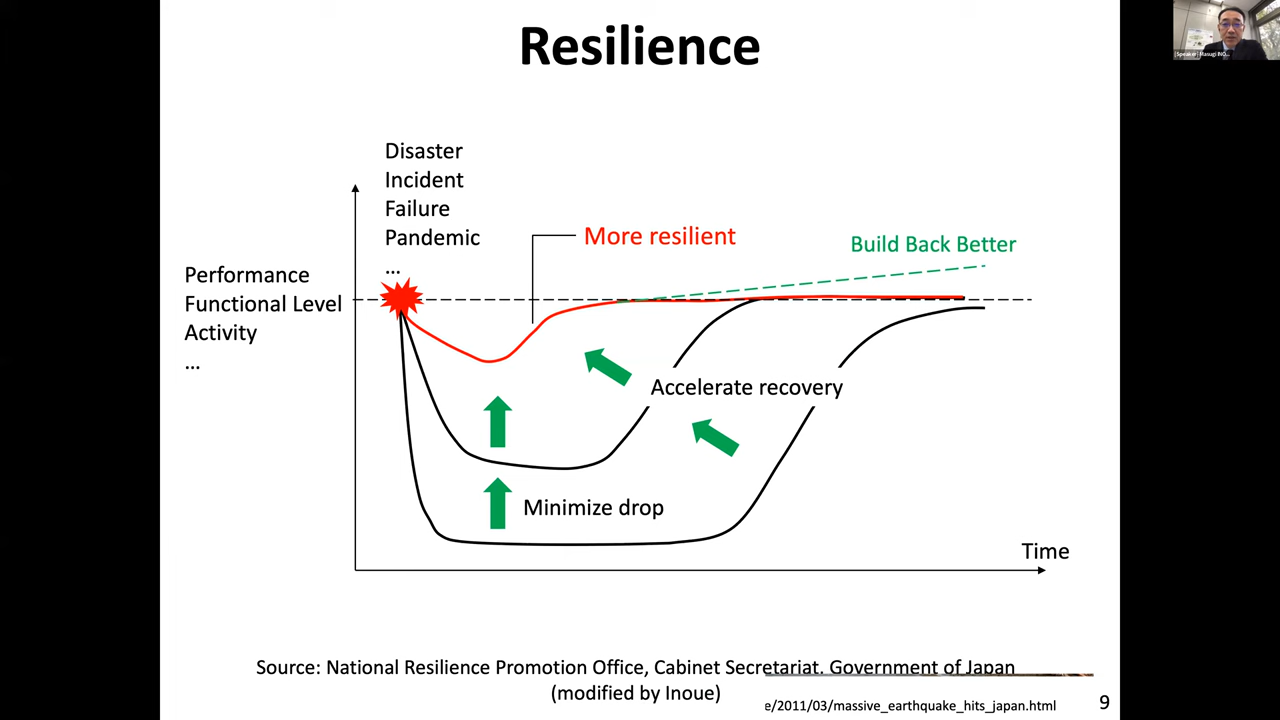 Resilience
Disaster
Incident
Failure
Pandemic
...
Performance
Functional Level
Activity
...
More resilient
Build Back Better
Accelerate recovery
Minimize drop
Time
Source: National Resilience Promotion Office, Cabinet Secretariat. Government of Japan
(modified by Inoue)
e/2011/03/massive_earthquake_hits_japan.html
9